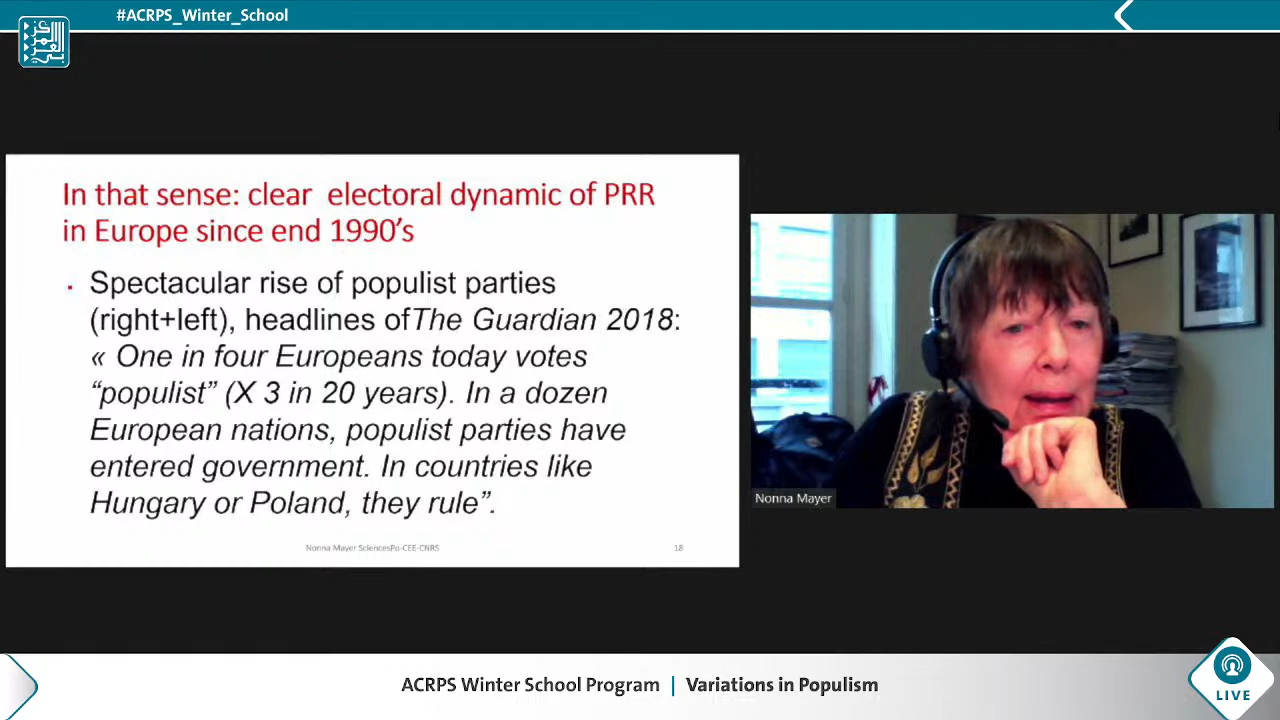 #ACRPS_Winter_School
In that sense: clear  electoral dynamic of PRR
in Europe since end 1990's
▪ Spectacular rise of populist parties
(right+left), headlines ofThe Guardian 2018:
« One in four Europeans today votes
“populist” (X 3 in 20 years). In a dozen
European nations, populist parties have
entered government. In countries like
Hungary or Poland, they rule”.
Nonna Mayer SciencesPo-CEE-CNRS
18
Nonna Mayer
ACRPS Winter School Program | Variations in Populism
LIVE